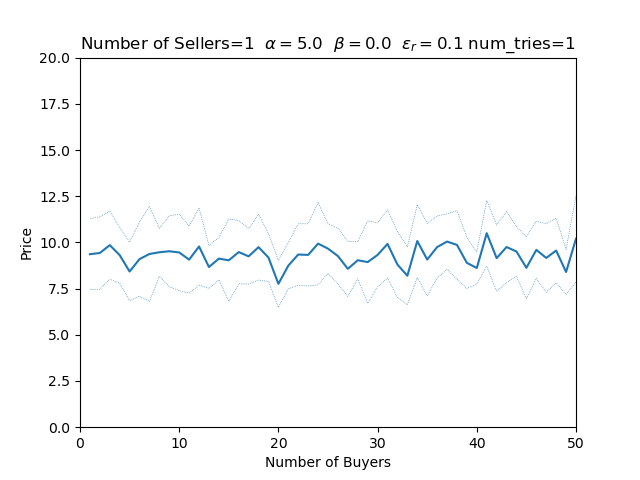 Number of Sellers=1 α = 5.0 β = 0.0 ε_r = 0.1 num_tries=1
20.0
17.5
15.0
12.5
10.0
7.5
5.0
2.5
0.0
Price
0 10 20 30 40 50
Number of Buyers